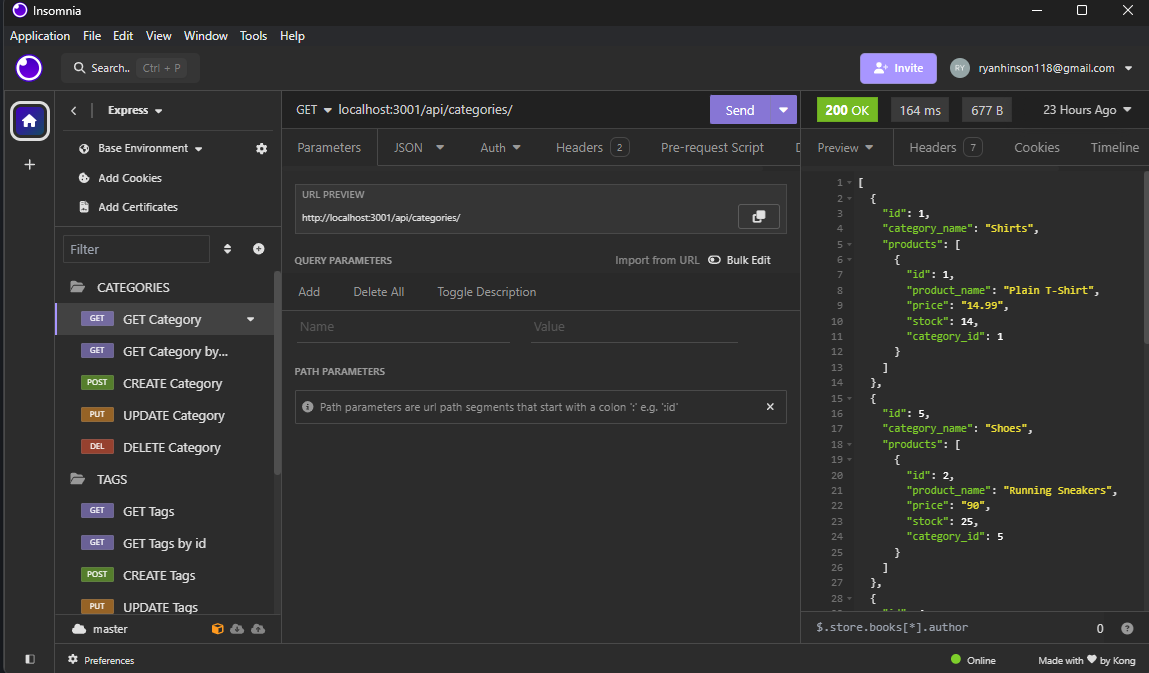 Insomnia
Application File Edit View Window Tools Help
Search.. Ctrl + P
Invite
RY ryanhinson118@gmail.com
Express
Base Environment
Add Cookies
Add Certificates
Filter
CATEGORIES
GET GET Category
GET GET Category by...
POST CREATE Category
PUT UPDATE Category
DEL DELETE Category
TAGS
GET GET Tags
GET GET Tags by id
POST CREATE Tags
PUT UPDATE Tags
master
Preferences
GET localhost:3001/api/categories/ Send
Parameters JSON Auth Headers 2 Pre-request Script
URL PREVIEW
http://localhost:3001/api/categories/
QUERY PARAMETERS Import from URL Bulk Edit
Add Delete All Toggle Description
Name Value
PATH PARAMETERS
Path parameters are url path segments that start with a colon ':' e.g. ':id'
200 OK 164 ms 677 B 23 Hours Ago
Preview Headers 7 Cookies Timeline
1 [
2 {
3 "id": 1,
4 "category_name": "Shirts",
5 "products": [
6 {
7 "id": 1,
8 "product_name": "Plain T-Shirt",
9 "price": "14.99",
10 "stock": 14,
11 "category_id": 1
12 }
13 ]
14 },
15 {
16 "id": 5,
17 "category_name": "Shoes",
18 "products": [
19 {
20 "id": 2,
21 "product_name": "Running Sneakers",
22 "price": "90",
23 "stock": 25,
24 "category_id": 5
25 }
26 ]
27 },
28 {
$.store.books[*].author 0
Online Made with ♥ by Kong